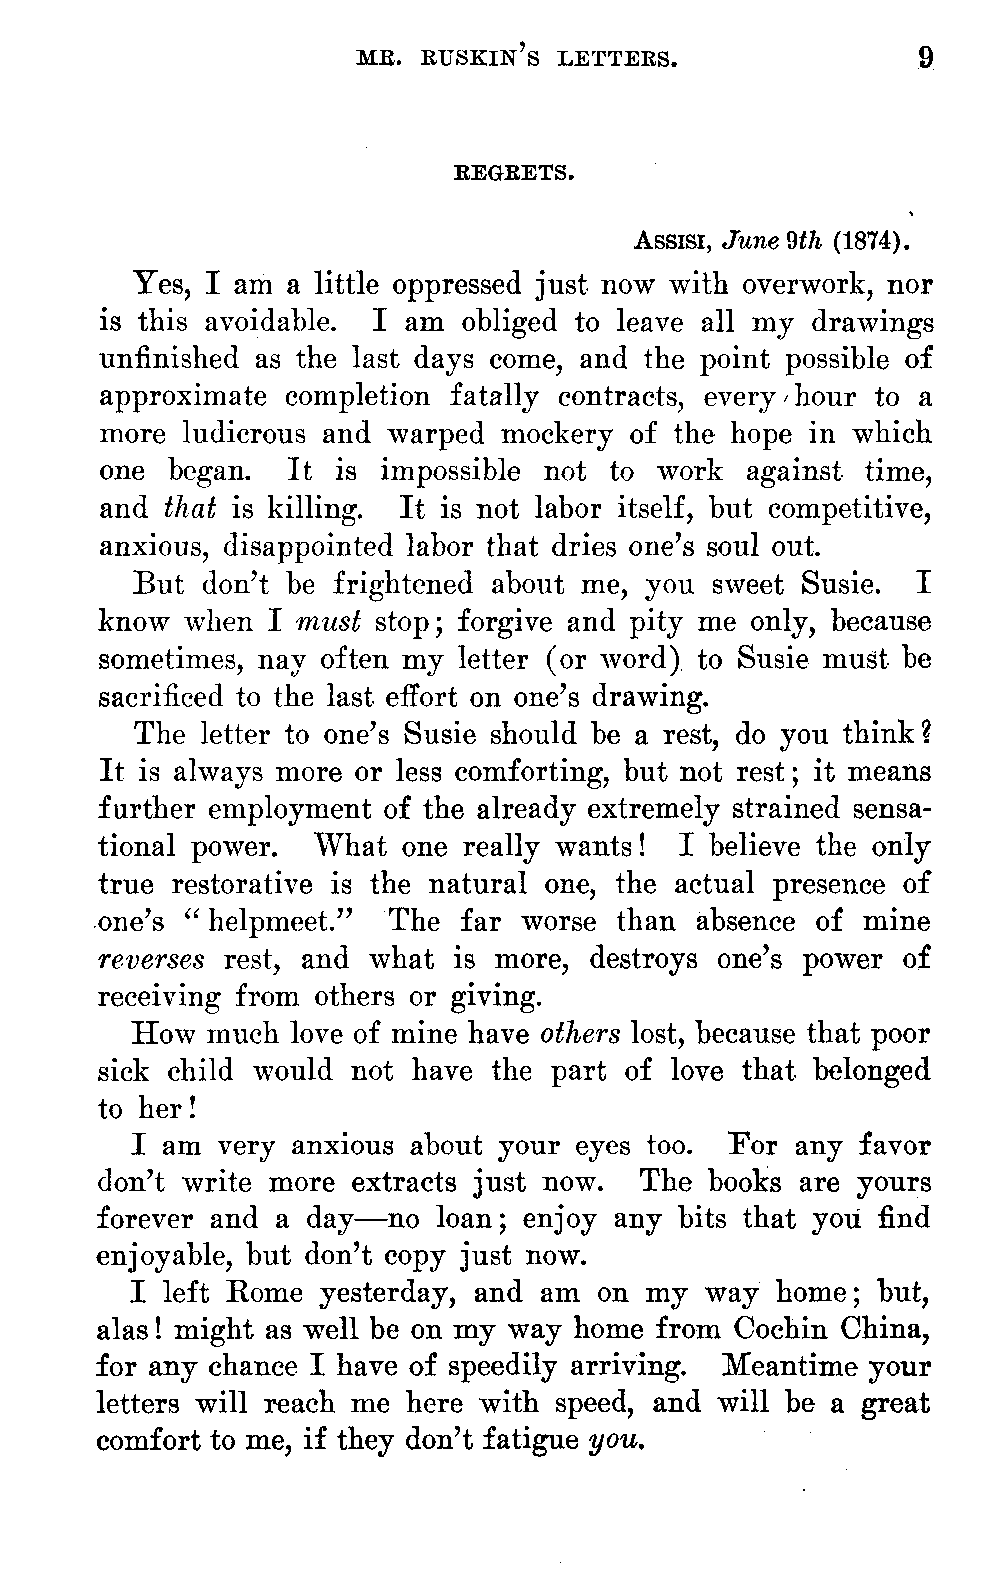 MR. RUSKIN'S LETTERS. 9
REGRETS.
ASSISI, June 9th (1874).
Yes, I am a little oppressed just now with overwork, nor
is this avoidable. I am obliged to leave all my drawings
unfinished as the last days come, and the point possible of
approximate completion fatally contracts, every hour to a
more ludicrous and warped mockery of the hope in which
one began. It is impossible not to work against time,
and that is killing. It is not labor itself, but competitive,
anxious, disappointed labor that dries one's soul out.
But don't be frightened about me, you sweet Susie. I
know when I must stop; forgive and pity me only, because
sometimes, nay often my letter (or word) to Susie must be
sacrificed to the last effort on one's drawing.
The letter to one's Susie should be a rest, do you think?
It is always more or less comforting, but not rest; it means
further employment of the already extremely strained sensa-
tional power. What one really wants! I believe the only
true restorative is the natural one, the actual presence of
one's "helpmeet." The far worse than absence of mine
reverses rest, and what is more, destroys one's power of
receiving from others or giving.
How much love of mine have others lost, because that poor
sick child would not have the part of love that belonged
to her!
I am very anxious about your eyes too. For any favor
don't write more extracts just now. The books are yours
forever and a day—no loan; enjoy any bits that you find
enjoyable, but don't copy just now.
I left Rome yesterday, and am on my way home; but,
alas! might as well be on my way home from Cochin China,
for any chance I have of speedily arriving. Meantime your
letters will reach me here with speed, and will be a great
comfort to me, if they don't fatigue you.